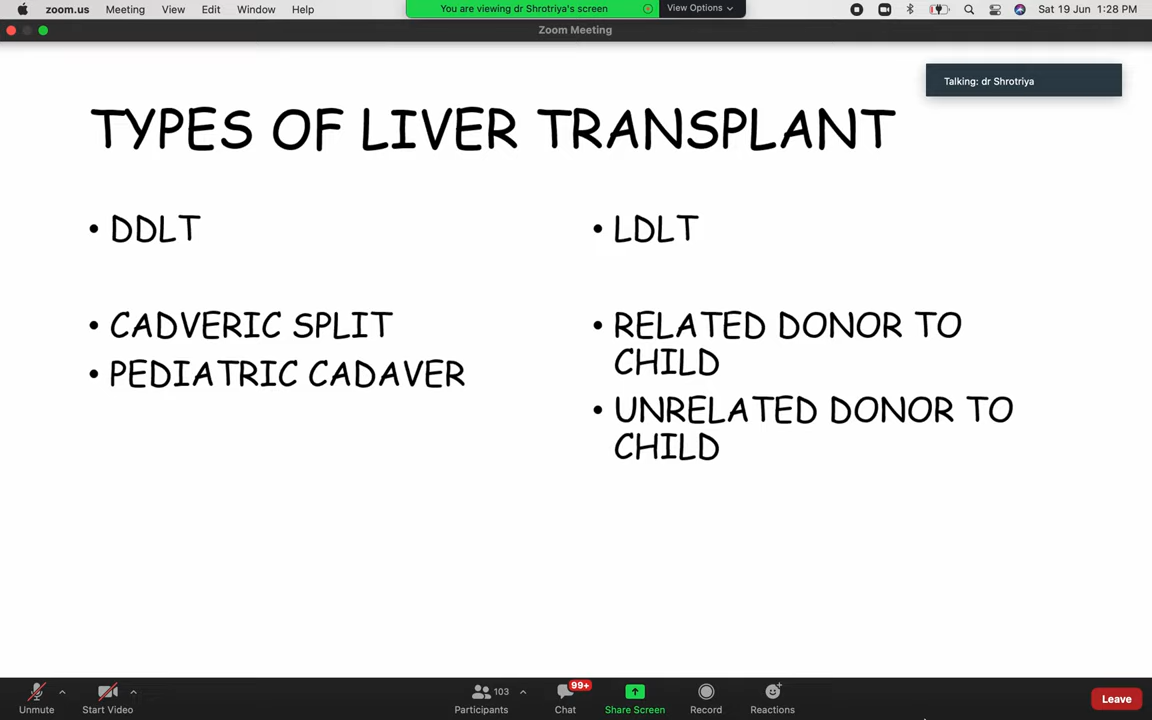 zoom.us Meeting View Edit Window Help
You are viewing dr Shrotriya's screen
View Options
Sat 19 Jun 1:28 PM
Zoom Meeting
Talking: dr Shrotriya
TYPES OF LIVER TRANSPLANT
• DDLT
• CADVERIC SPLIT
• PEDIATRIC CADAVER
• LDLT
• RELATED DONOR TO
CHILD
• UNRELATED DONOR TO
CHILD
Unmute
Start Video
103
Participants
99+
Chat
Share Screen
Record
Reactions
Leave